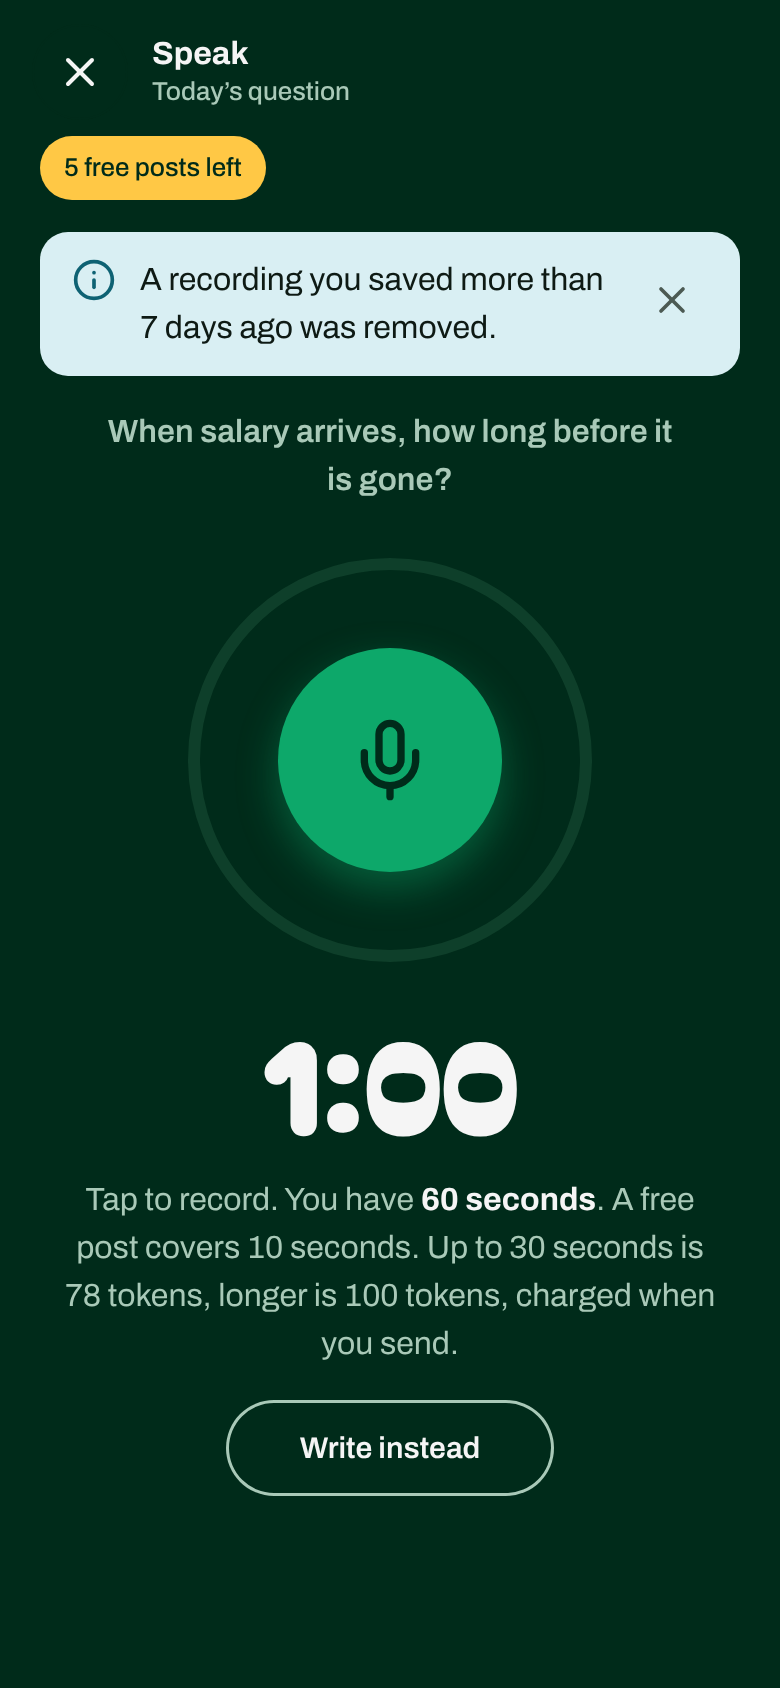 Speak
Today’s question
5 free posts left
A recording you saved more than
7 days ago was removed.
When salary arrives, how long before it
is gone?
1:00
Tap to record. You have 60 seconds. A free
post covers 10 seconds. Up to 30 seconds is
78 tokens, longer is 100 tokens, charged when
you send.
Write instead